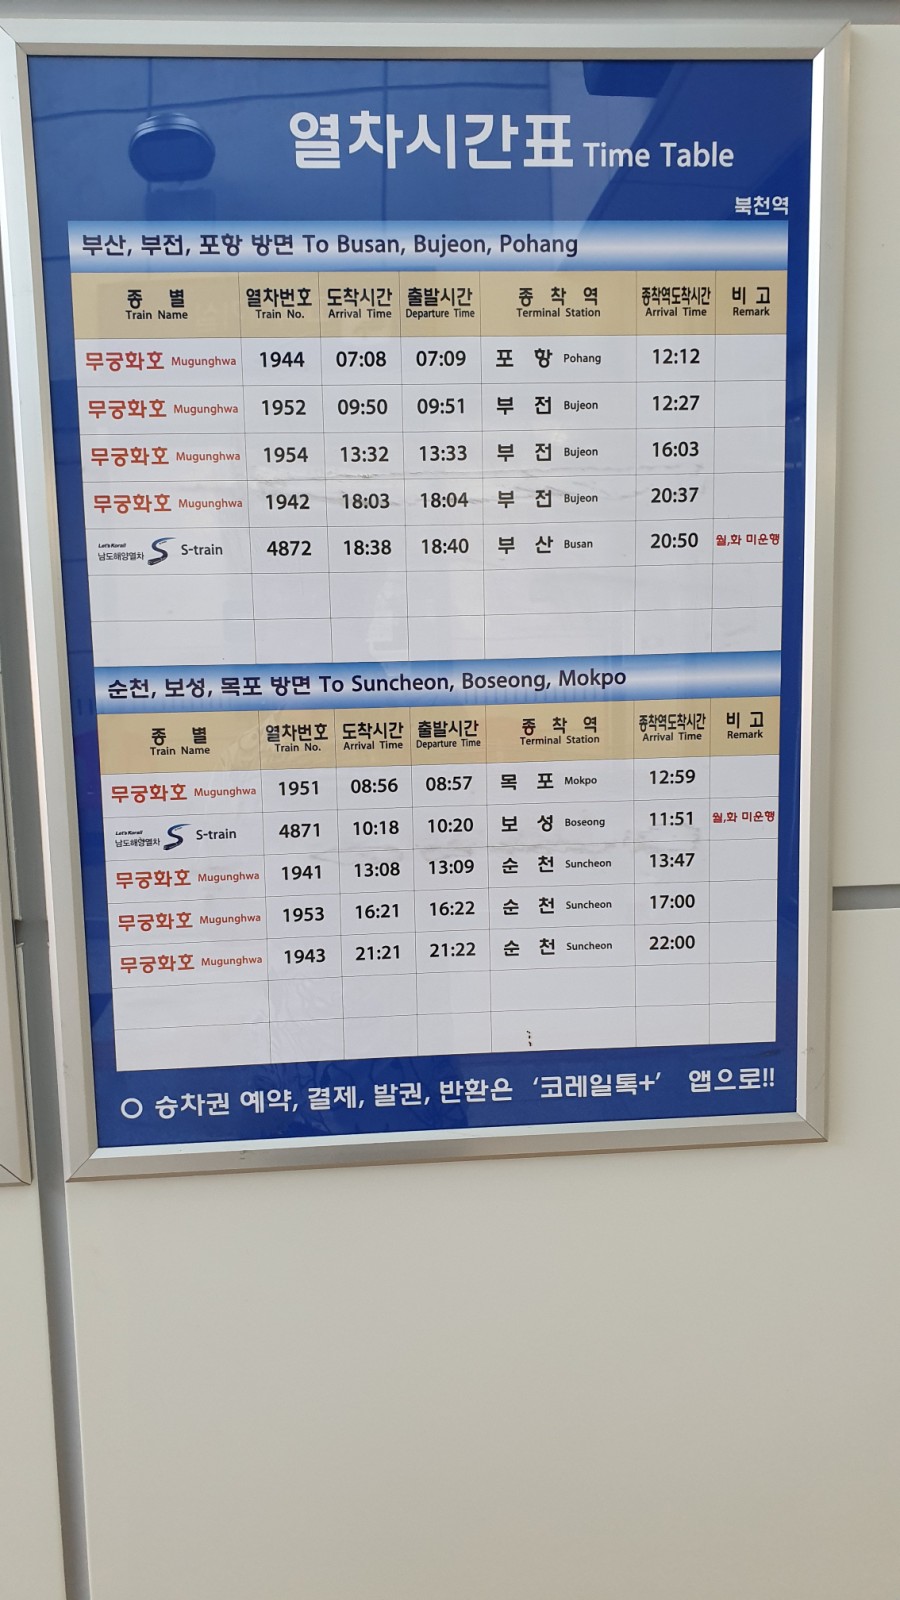 열차시간표 Time Table
북천역
부산, 부전, 포항 방면 To Busan, Bujeon, Pohang
종 별 열차번호 도착시간 출발시간 종 착 역 종착역도착시간 비 고
Train Name Train No. Arrival Time Departure Time Terminal Station Arrival Time Remark
무궁화호 Mugunghwa 1944 07:08 07:09 포 항 Pohang 12:12
무궁화호 Mugunghwa 1952 09:50 09:51 부 전 Bujeon 12:27
무궁화호 Mugunghwa 1954 13:32 13:33 부 전 Bujeon 16:03
무궁화호 Mugunghwa 1942 18:03 18:04 부 전 Bujeon 20:37
Let's Korail
남도해양열차 S S-train 4872 18:38 18:40 부 산 Busan 20:50 월,화 미운행
순천, 보성, 목포 방면 To Suncheon, Boseong, Mokpo
종 별 열차번호 도착시간 출발시간 종 착 역 종착역도착시간 비 고
Train Name Train No. Arrival Time Departure Time Terminal Station Arrival Time Remark
무궁화호 Mugunghwa 1951 08:56 08:57 목 포 Mokpo 12:59
Let's Korail
남도해양열차 S S-train 4871 10:18 10:20 보 성 Boseong 11:51 월,화 미운행
무궁화호 Mugunghwa 1941 13:08 13:09 순 천 Suncheon 13:47
무궁화호 Mugunghwa 1953 16:21 16:22 순 천 Suncheon 17:00
무궁화호 Mugunghwa 1943 21:21 21:22 순 천 Suncheon 22:00
○ 승차권 예약, 결제, 발권, 반환은 '코레일톡+' 앱으로!!